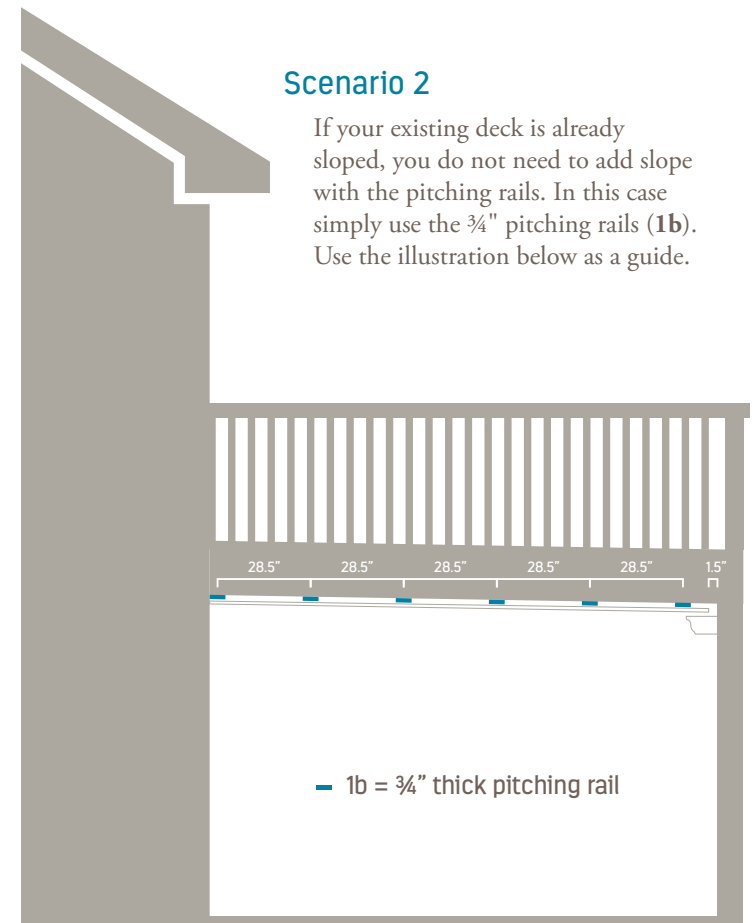 Scenario 2
If your existing deck is already
sloped, you do not need to add slope
with the pitching rails. In this case
simply use the ¾" pitching rails (1b).
Use the illustration below as a guide.
28.5” 28.5” 28.5” 28.5” 28.5” 1.5”
1b = ¾” thick pitching rail